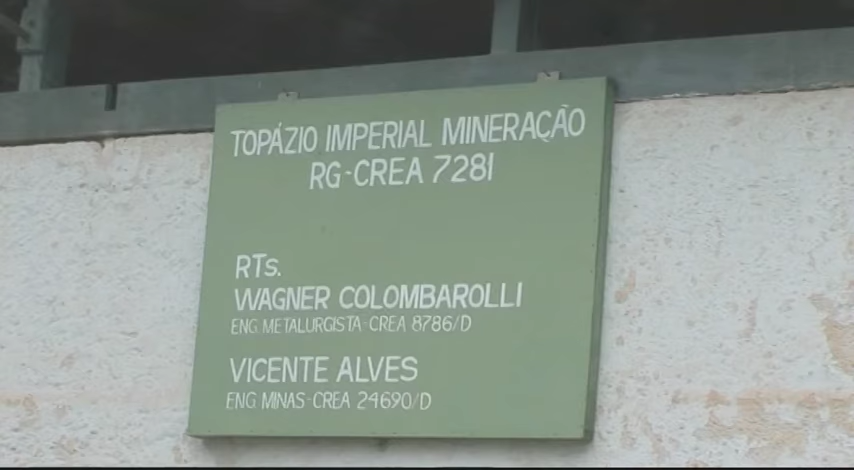 TOPÁZIO IMPERIAL MINERAÇÃO
RG-CREA 7281
RTs.
WAGNER COLOMBAROLLI
ENG METALURGISTA-CREA 8786/D
VICENTE ALVES
ENG MINAS-CREA 24690/D